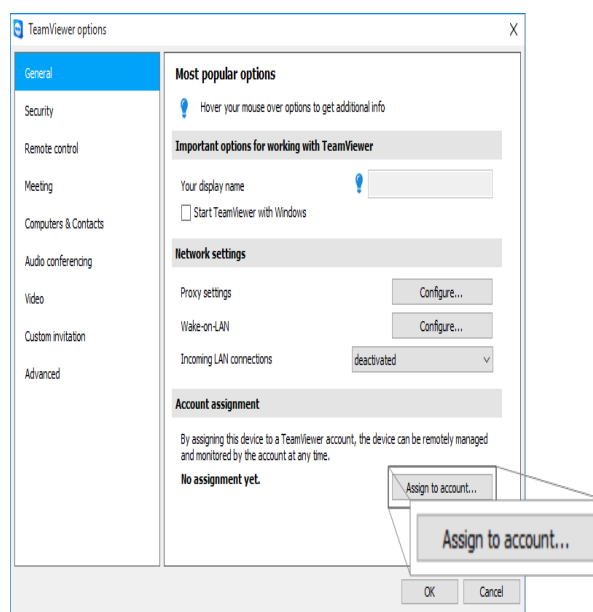 TeamViewer options
General
Security
Remote control
Meeting
Computers & Contacts
Audio conferencing
Video
Custom invitation
Advanced
Most popular options
Hover your mouse over options to get additional info
Important options for working with TeamViewer
Your display name
Start TeamViewer with Windows
Network settings
Proxy settings Configure...
Wake-on-LAN Configure...
Incoming LAN connections deactivated
Account assignment
By assigning this device to a TeamViewer account, the device can be remotely managed
and monitored by the account at any time.
No assignment yet.
Assign to account...
Assign to account...
OK Cancel